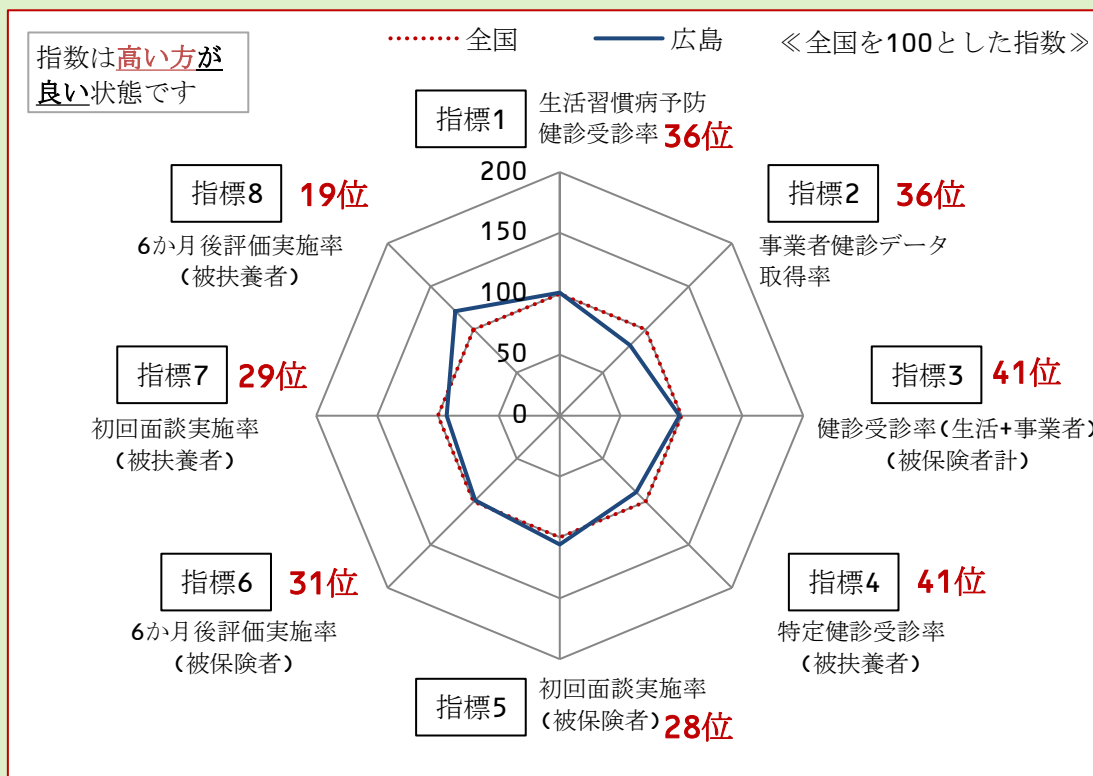 指数は高い方が
良い状態です
全国
広島
≪全国を100とした指数≫
指標1
生活習慣病予防
健診受診率 36位
指標8 19位
6か月後評価実施率
(被扶養者)
指標2 36位
事業者健診データ
取得率
200
150
100
50
0
指標7 29位
初回面談実施率
(被扶養者)
指標3 41位
健診受診率(生活+事業者)
(被保険者計)
指標6 31位
6か月後評価実施率
(被保険者)
指標4 41位
特定健診受診率
(被扶養者)
指標5
初回面談実施率
(被保険者) 28位